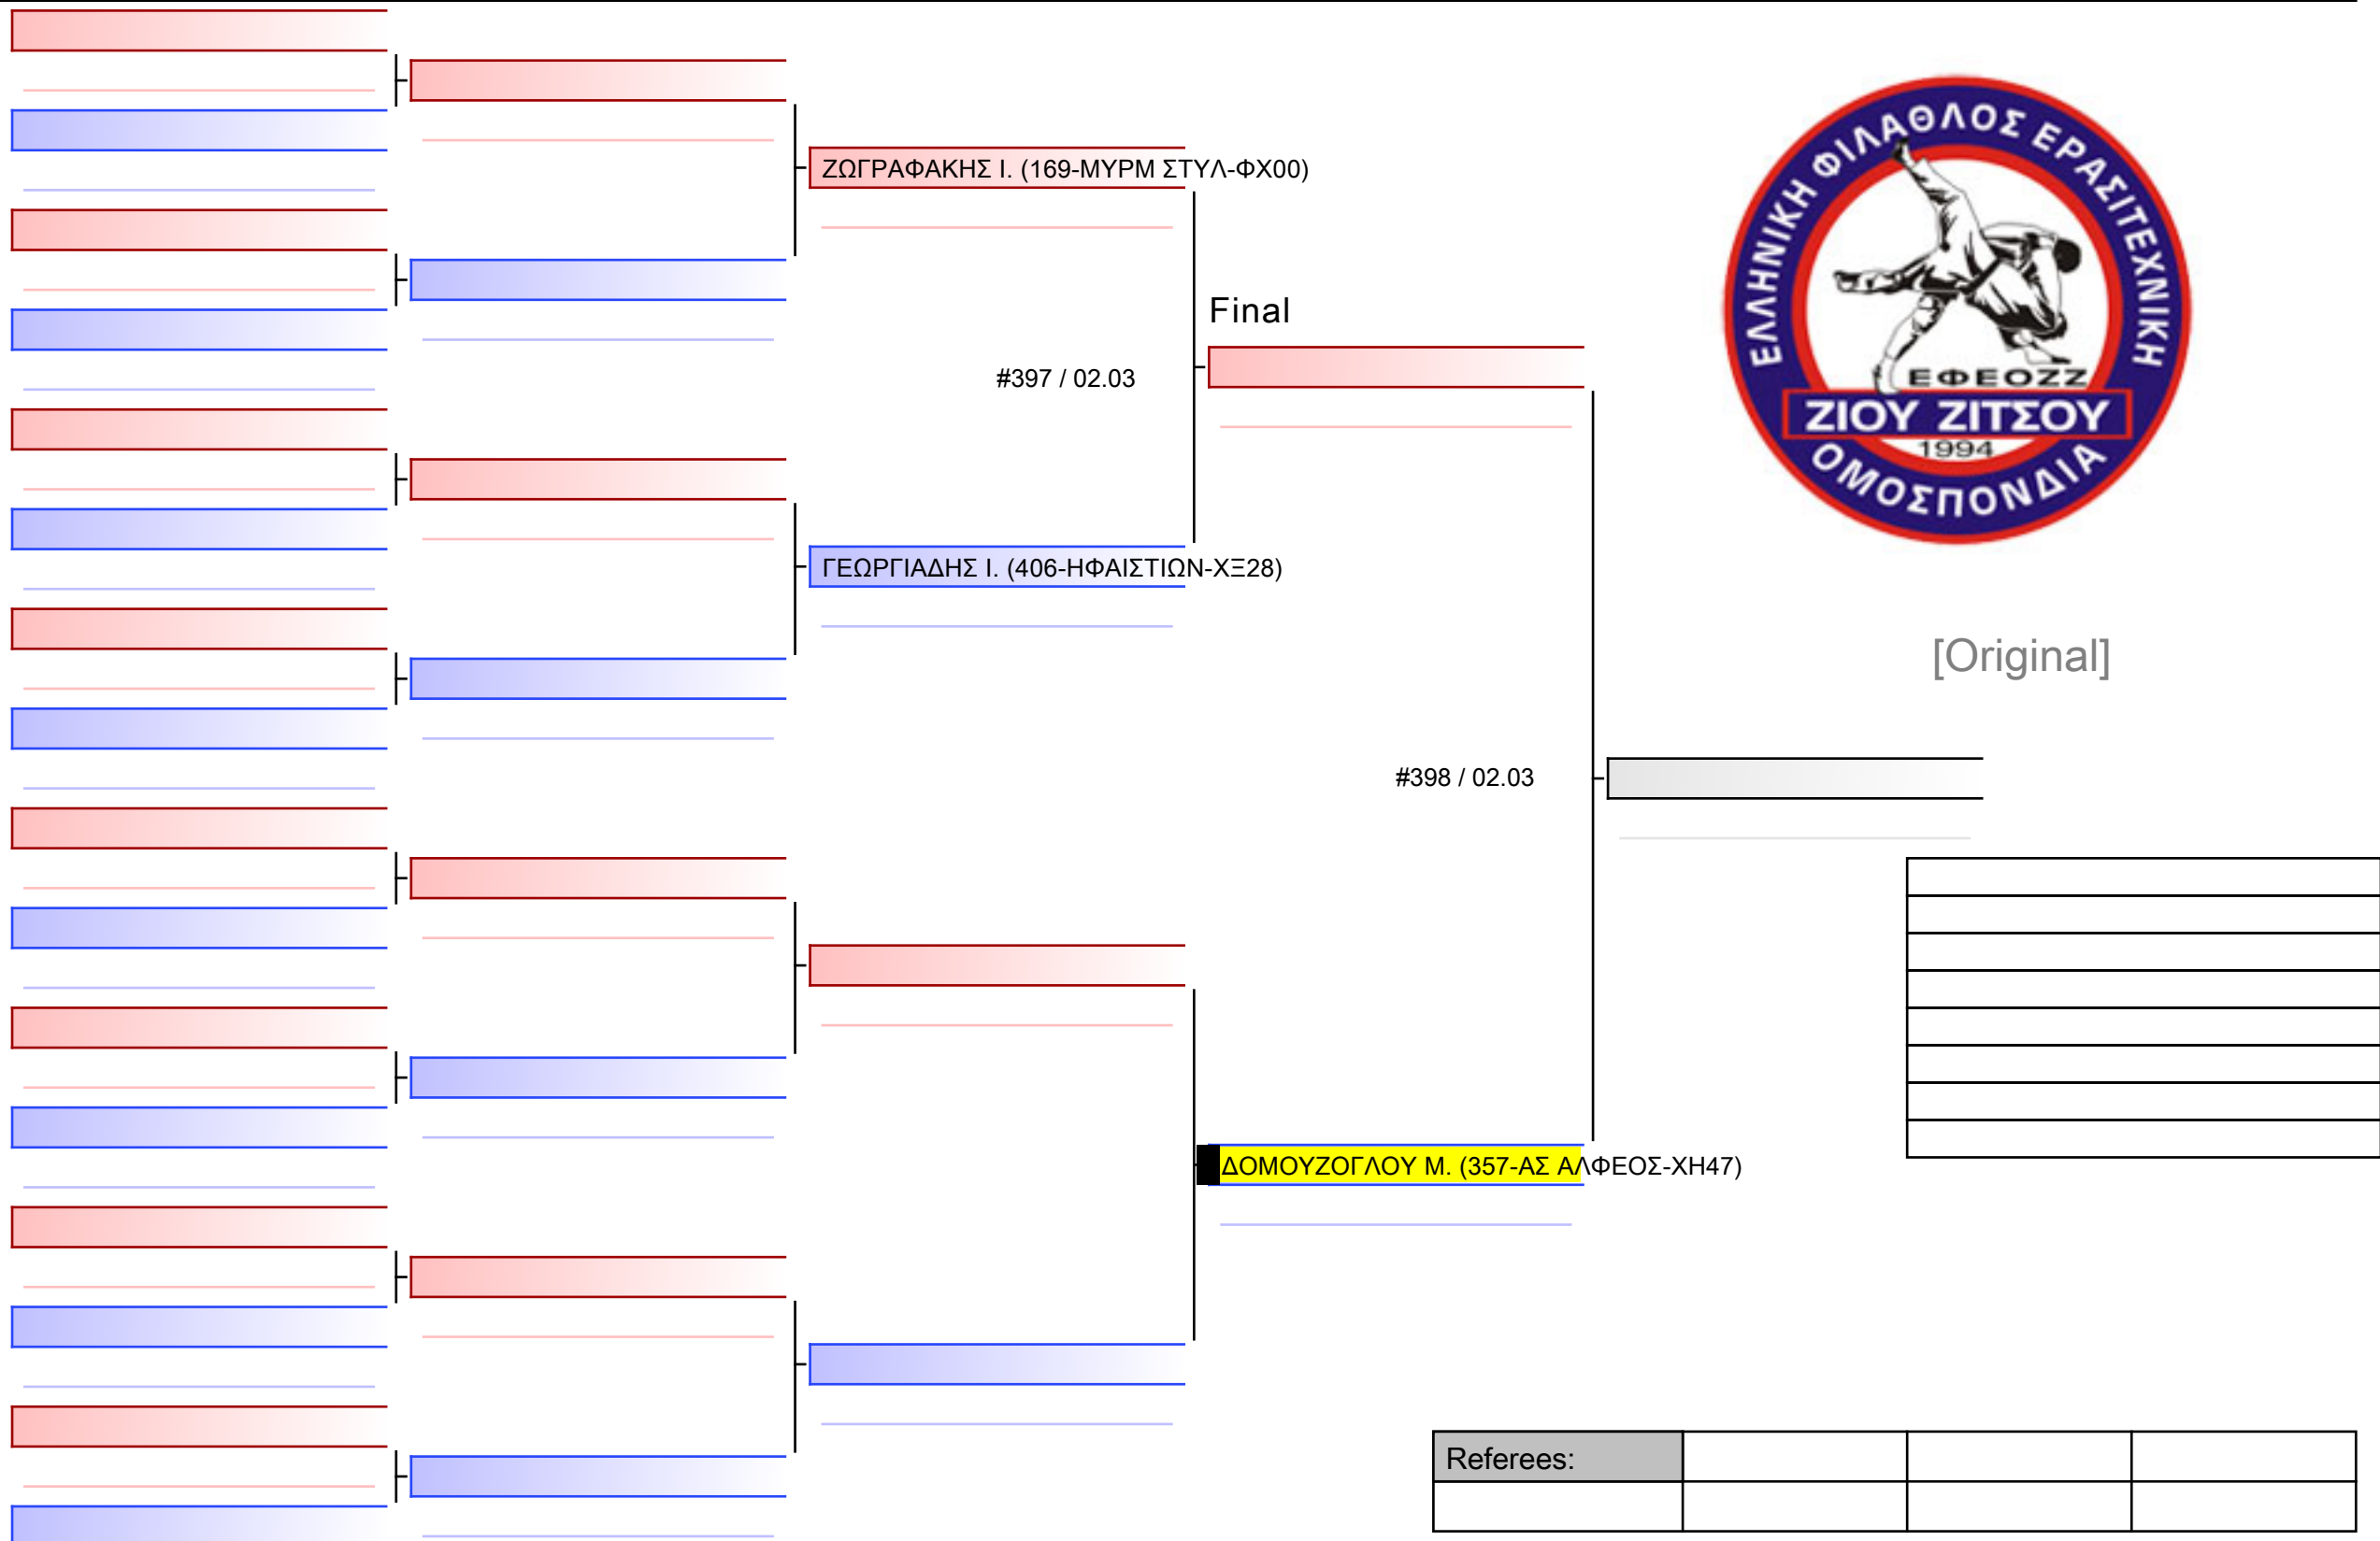 ΖΩΓΡΑΦΑΚΗΣ Ι. (169-ΜΥΡΜ ΣΤΥΛ-ΦΧ00)
Final
#397 / 02.03
ΓΕΩΡΓΙΑΔΗΣ Ι. (406-ΗΦΑΙΣΤΙΩΝ-ΧΞ28)
ΕΛΛΗΝΙΚΗ ΦΙΛΑΘΛΟΣ ΕΡΑΣΙΤΕΧΝΙΚΗ
ΕΦΕΟΖΖ
ΖΙΟΥ ΖΙΤΣΟΥ
1994
ΟΜΟΣΠΟΝΔΙΑ
[Original]
#398 / 02.03
ΔΟΜΟΥΖΟΓΛΟΥ Μ. (357-ΑΣ ΑΛΦΕΟΣ-ΧΗ47)
Referees: